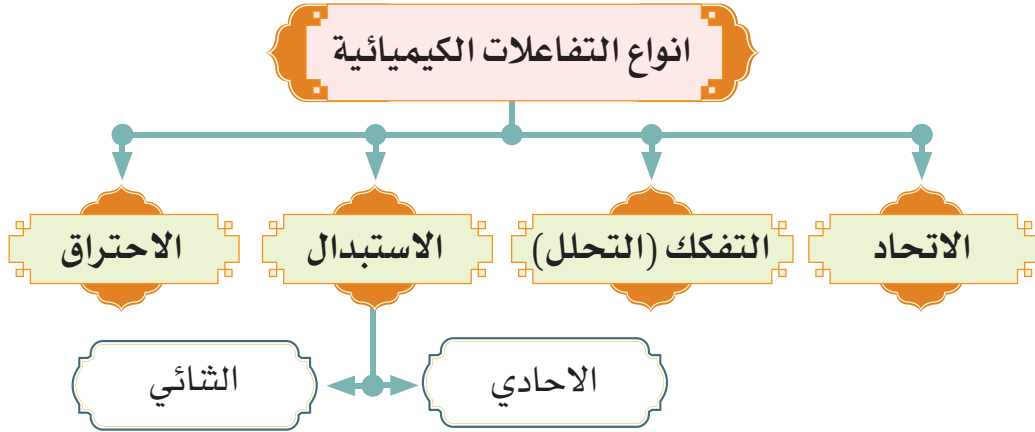 انواع التفاعلات الكيميائية
الاتحاد
التفكك (التحلل)
الاستبدال
الاحتراق
الاحادي
الثنائي